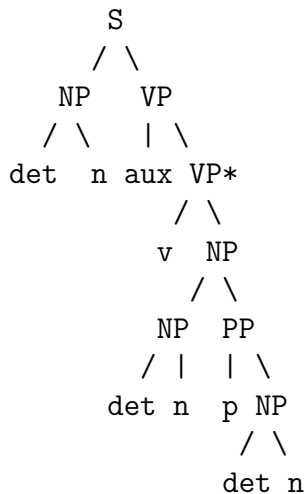 S
/ \
NP VP
/ \ | \
det n aux VP*
/ \
v NP
/ \
NP PP
/ | | \
det n p NP
/ \
det n